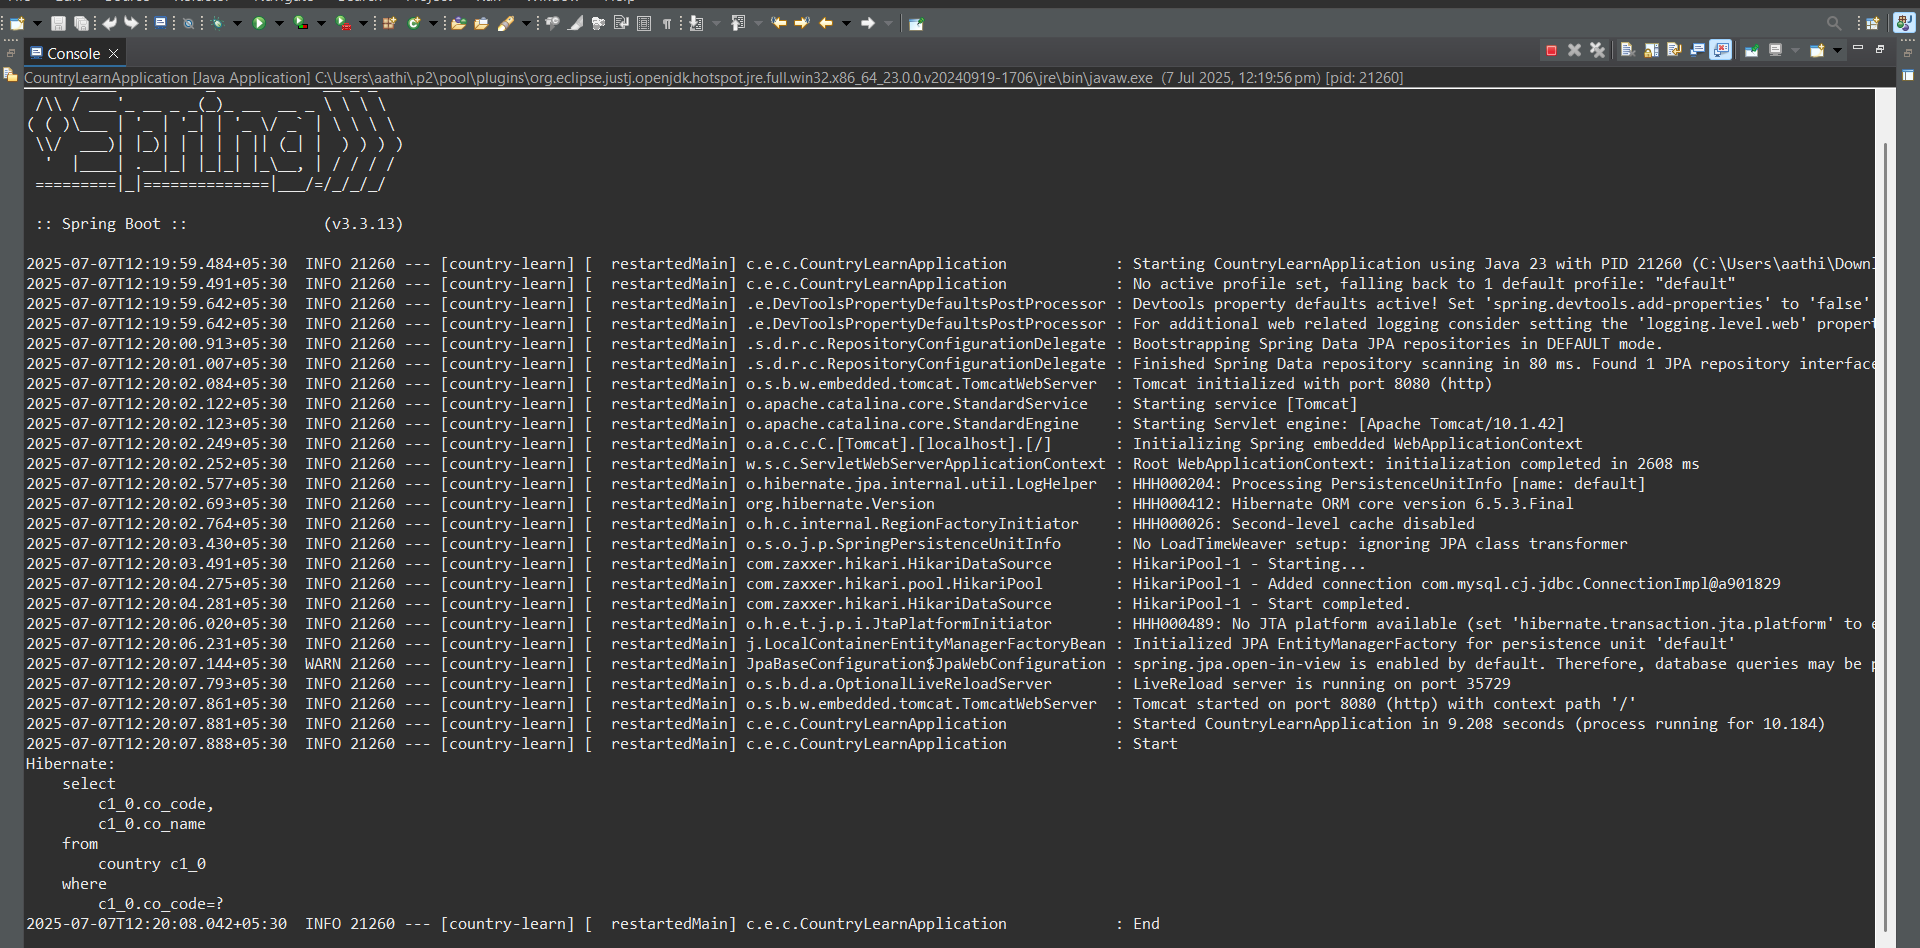 Console
CountryLearnApplication [Java Application] C:\Users\aathi\.p2\pool\plugins\org.eclipse.justj.openjdk.hotspot.jre.full.win32.x86_64_23.0.0.v20240919-1706\jre\bin\javaw.exe (7 Jul 2025, 12:19:56 pm) [pid: 21260]
 /\\ / ___'_ __ _ _(_)_ __  __ _ \ \ \ \
( ( )\___ | '_ | '_| | '_ \/ _` | \ \ \ \
 \\/  ___)| |_)| | | | | || (_| |  ) ) ) )
  '  |____| .__|_| |_|_| |_\__, | / / / /
 =========|_|==============|___/=/_/_/_/
 :: Spring Boot ::                (v3.3.13)
2025-07-07T12:19:59.484+05:30  INFO 21260 --- [country-learn] [  restartedMain] c.e.c.CountryLearnApplication            : Starting CountryLearnApplication using Java 23 with PID 21260 (C:\Users\aathi\Downl
2025-07-07T12:19:59.491+05:30  INFO 21260 --- [country-learn] [  restartedMain] c.e.c.CountryLearnApplication            : No active profile set, falling back to 1 default profile: "default"
2025-07-07T12:19:59.642+05:30  INFO 21260 --- [country-learn] [  restartedMain] .e.DevToolsPropertyDefaultsPostProcessor : Devtools property defaults active! Set 'spring.devtools.add-properties' to 'false'
2025-07-07T12:19:59.642+05:30  INFO 21260 --- [country-learn] [  restartedMain] .e.DevToolsPropertyDefaultsPostProcessor : For additional web related logging consider setting the 'logging.level.web' propert
2025-07-07T12:20:00.913+05:30  INFO 21260 --- [country-learn] [  restartedMain] .s.d.r.c.RepositoryConfigurationDelegate : Bootstrapping Spring Data JPA repositories in DEFAULT mode.
2025-07-07T12:20:01.007+05:30  INFO 21260 --- [country-learn] [  restartedMain] .s.d.r.c.RepositoryConfigurationDelegate : Finished Spring Data repository scanning in 80 ms. Found 1 JPA repository interface
2025-07-07T12:20:02.084+05:30  INFO 21260 --- [country-learn] [  restartedMain] o.s.b.w.embedded.tomcat.TomcatWebServer  : Tomcat initialized with port 8080 (http)
2025-07-07T12:20:02.122+05:30  INFO 21260 --- [country-learn] [  restartedMain] o.apache.catalina.core.StandardService   : Starting service [Tomcat]
2025-07-07T12:20:02.123+05:30  INFO 21260 --- [country-learn] [  restartedMain] o.apache.catalina.core.StandardEngine    : Starting Servlet engine: [Apache Tomcat/10.1.42]
2025-07-07T12:20:02.249+05:30  INFO 21260 --- [country-learn] [  restartedMain] o.a.c.c.C.[Tomcat].[localhost].[/]       : Initializing Spring embedded WebApplicationContext
2025-07-07T12:20:02.252+05:30  INFO 21260 --- [country-learn] [  restartedMain] w.s.c.ServletWebServerApplicationContext : Root WebApplicationContext: initialization completed in 2608 ms
2025-07-07T12:20:02.577+05:30  INFO 21260 --- [country-learn] [  restartedMain] o.hibernate.jpa.internal.util.LogHelper  : HHH000204: Processing PersistenceUnitInfo [name: default]
2025-07-07T12:20:02.693+05:30  INFO 21260 --- [country-learn] [  restartedMain] org.hibernate.Version                    : HHH000412: Hibernate ORM core version 6.5.3.Final
2025-07-07T12:20:02.764+05:30  INFO 21260 --- [country-learn] [  restartedMain] o.h.c.internal.RegionFactoryInitiator    : HHH000026: Second-level cache disabled
2025-07-07T12:20:03.430+05:30  INFO 21260 --- [country-learn] [  restartedMain] o.s.o.j.p.SpringPersistenceUnitInfo      : No LoadTimeWeaver setup: ignoring JPA class transformer
2025-07-07T12:20:03.491+05:30  INFO 21260 --- [country-learn] [  restartedMain] com.zaxxer.hikari.HikariDataSource       : HikariPool-1 - Starting...
2025-07-07T12:20:04.275+05:30  INFO 21260 --- [country-learn] [  restartedMain] com.zaxxer.hikari.pool.HikariPool        : HikariPool-1 - Added connection com.mysql.cj.jdbc.ConnectionImpl@a901829
2025-07-07T12:20:04.281+05:30  INFO 21260 --- [country-learn] [  restartedMain] com.zaxxer.hikari.HikariDataSource       : HikariPool-1 - Start completed.
2025-07-07T12:20:06.020+05:30  INFO 21260 --- [country-learn] [  restartedMain] o.h.e.t.j.p.i.JtaPlatformInitiator       : HHH000489: No JTA platform available (set 'hibernate.transaction.jta.platform' to e
2025-07-07T12:20:06.231+05:30  INFO 21260 --- [country-learn] [  restartedMain] j.LocalContainerEntityManagerFactoryBean : Initialized JPA EntityManagerFactory for persistence unit 'default'
2025-07-07T12:20:07.144+05:30  WARN 21260 --- [country-learn] [  restartedMain] JpaBaseConfiguration$JpaWebConfiguration : spring.jpa.open-in-view is enabled by default. Therefore, database queries may be p
2025-07-07T12:20:07.793+05:30  INFO 21260 --- [country-learn] [  restartedMain] o.s.b.d.a.OptionalLiveReloadServer       : LiveReload server is running on port 35729
2025-07-07T12:20:07.861+05:30  INFO 21260 --- [country-learn] [  restartedMain] o.s.b.w.embedded.tomcat.TomcatWebServer  : Tomcat started on port 8080 (http) with context path '/'
2025-07-07T12:20:07.881+05:30  INFO 21260 --- [country-learn] [  restartedMain] c.e.c.CountryLearnApplication            : Started CountryLearnApplication in 9.208 seconds (process running for 10.184)
2025-07-07T12:20:07.888+05:30  INFO 21260 --- [country-learn] [  restartedMain] c.e.c.CountryLearnApplication            : Start
Hibernate:
    select
        c1_0.co_code,
        c1_0.co_name
    from
        country c1_0
    where
        c1_0.co_code=?
2025-07-07T12:20:08.042+05:30  INFO 21260 --- [country-learn] [  restartedMain] c.e.c.CountryLearnApplication            : End